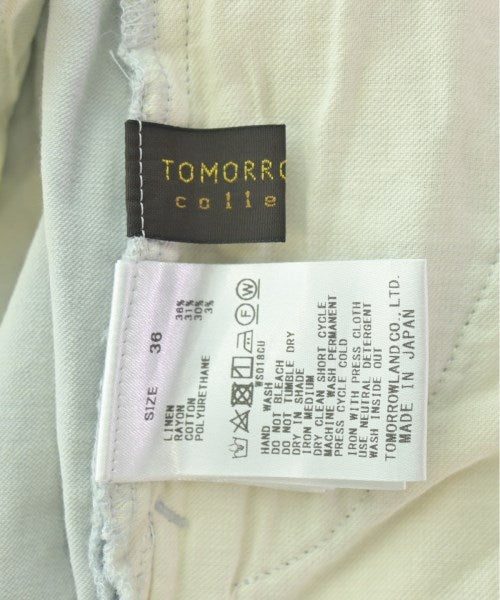 TOMORRO
colle
SIZE 36
LINEN 36%
RAYON 31%
COTTON 30%
POLYURETHANE 3%
WS018CU
HAND WASH
DO NOT BLEACH
DO NOT TUMBLE DRY
DRY IN SHADE
IRON MEDIUM
DRY CLEAN SHORT CYCLE
MACHINE WASH PERMANENT
PRESS CYCLE COLD
IRON WITH PRESS CLOTH
USE NEUTRAL DETERGENT
WASH INSIDE OUT
TOMORROWLAND CO., LTD.
MADE IN JAPAN